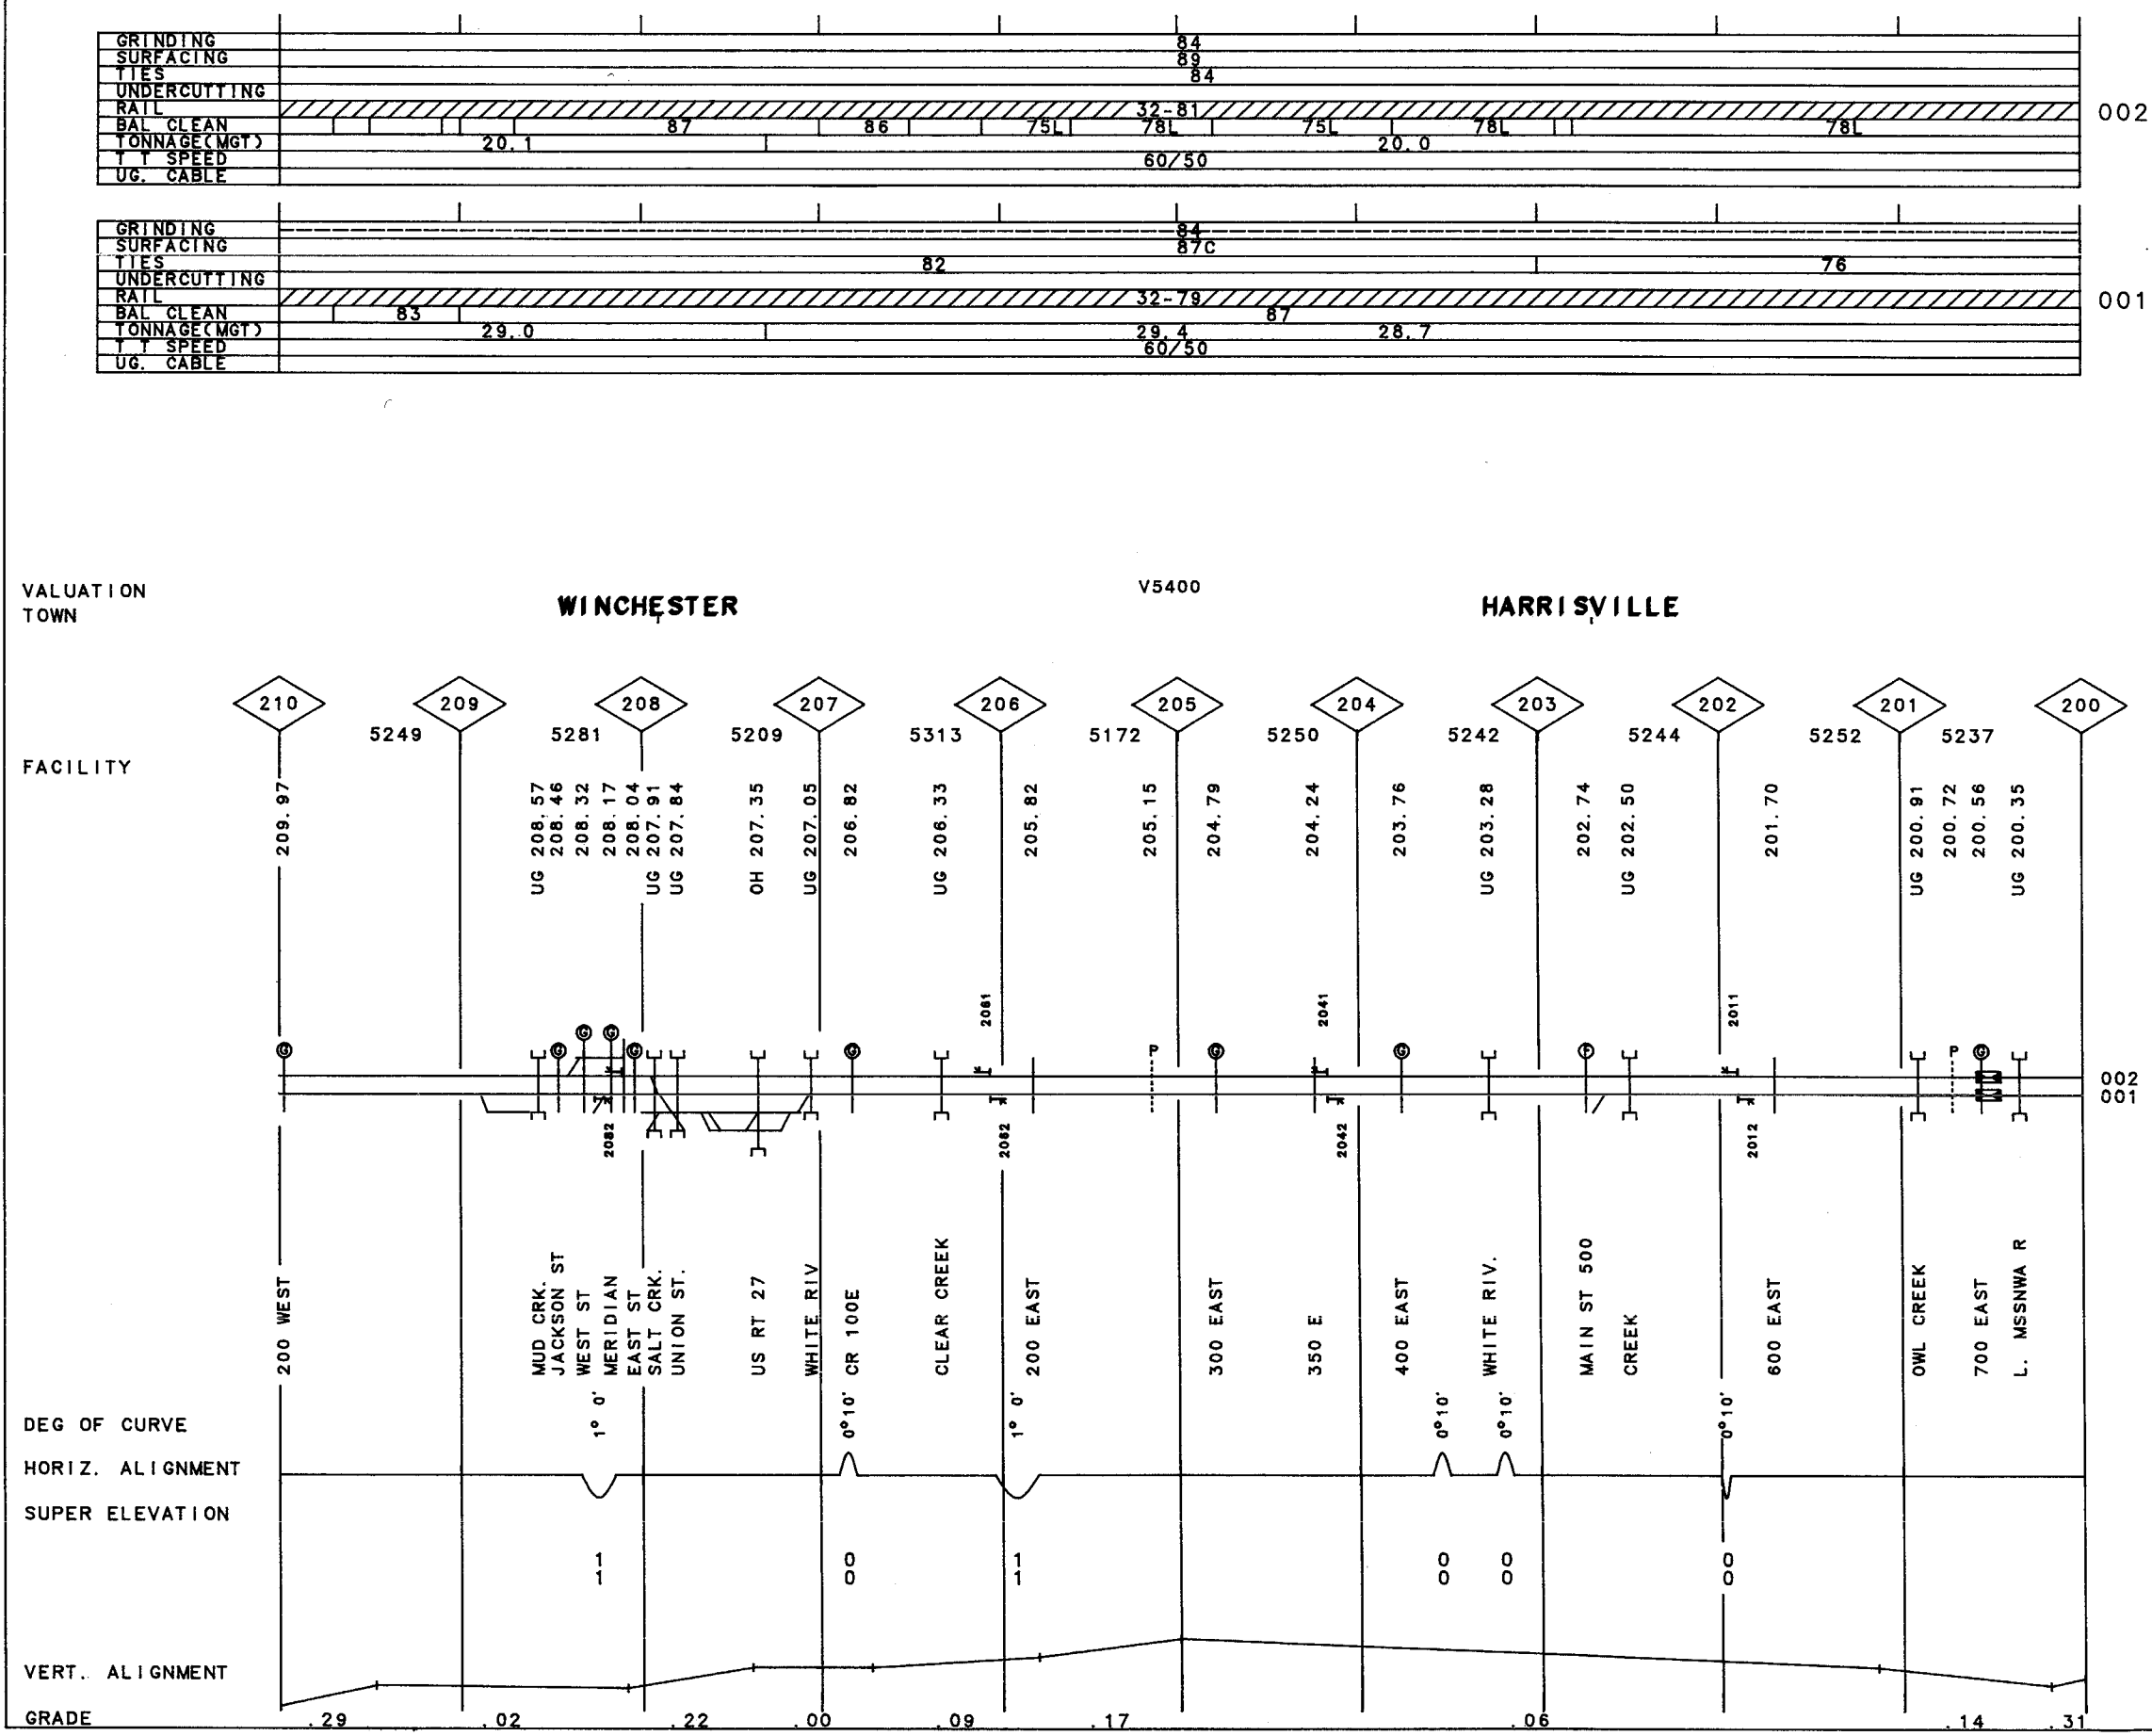 GRINDING 84
SURFACING 89
TIES 84
UNDERCUTTING
RAIL 32-81 002
BAL CLEAN 87 86 75L 78L 75L 78L 78L
TONNAGE(MGT) 20.1 20.0
T T SPEED 60/50
UG. CABLE
GRINDING 84
SURFACING 87C
TIES 82 76
UNDERCUTTING
RAIL 32-79 001
BAL CLEAN 83 87
TONNAGE(MGT) 29.0 29.4 28.7
T T SPEED 60/50
UG. CABLE
VALUATION V5400
TOWN WINCHESTER HARRISVILLE
210 209 208 207 206 205 204 203 202 201 200
5249 5281 5209 5313 5172 5250 5242 5244 5252 5237
FACILITY
209.97
UG 208.57
208.46
208.32
208.17
208.04
UG 207.91
UG 207.84
OH 207.35
UG 207.05
206.82
UG 206.33
205.82
205.15
204.79
204.24
203.76
UG 203.28
202.74
UG 202.50
201.70
UG 200.91
200.72
200.56
UG 200.35
2061 2041 2011
G G G G G G P G G F P G
002
001
2082 2062 2042 2012
200 WEST
MUD CRK.
JACKSON ST
WEST ST
MERIDIAN
EAST ST
SALT CRK.
UNION ST.
US RT 27
WHITE RIV
CR 100E
CLEAR CREEK
200 EAST
300 EAST
350 E
400 EAST
WHITE RIV.
MAIN ST 500
CREEK
600 EAST
OWL CREEK
700 EAST
L. MSSNWA R
DEG OF CURVE 1° 0' 0°10' 1° 0' 0°10' 0°10' 0°10'
HORIZ. ALIGNMENT
SUPER ELEVATION
1 0 1 0 0 0
1 0 1 0 0 0
VERT. ALIGNMENT
GRADE .29 .02 .22 .00 .09 .17 .06 .14 .31